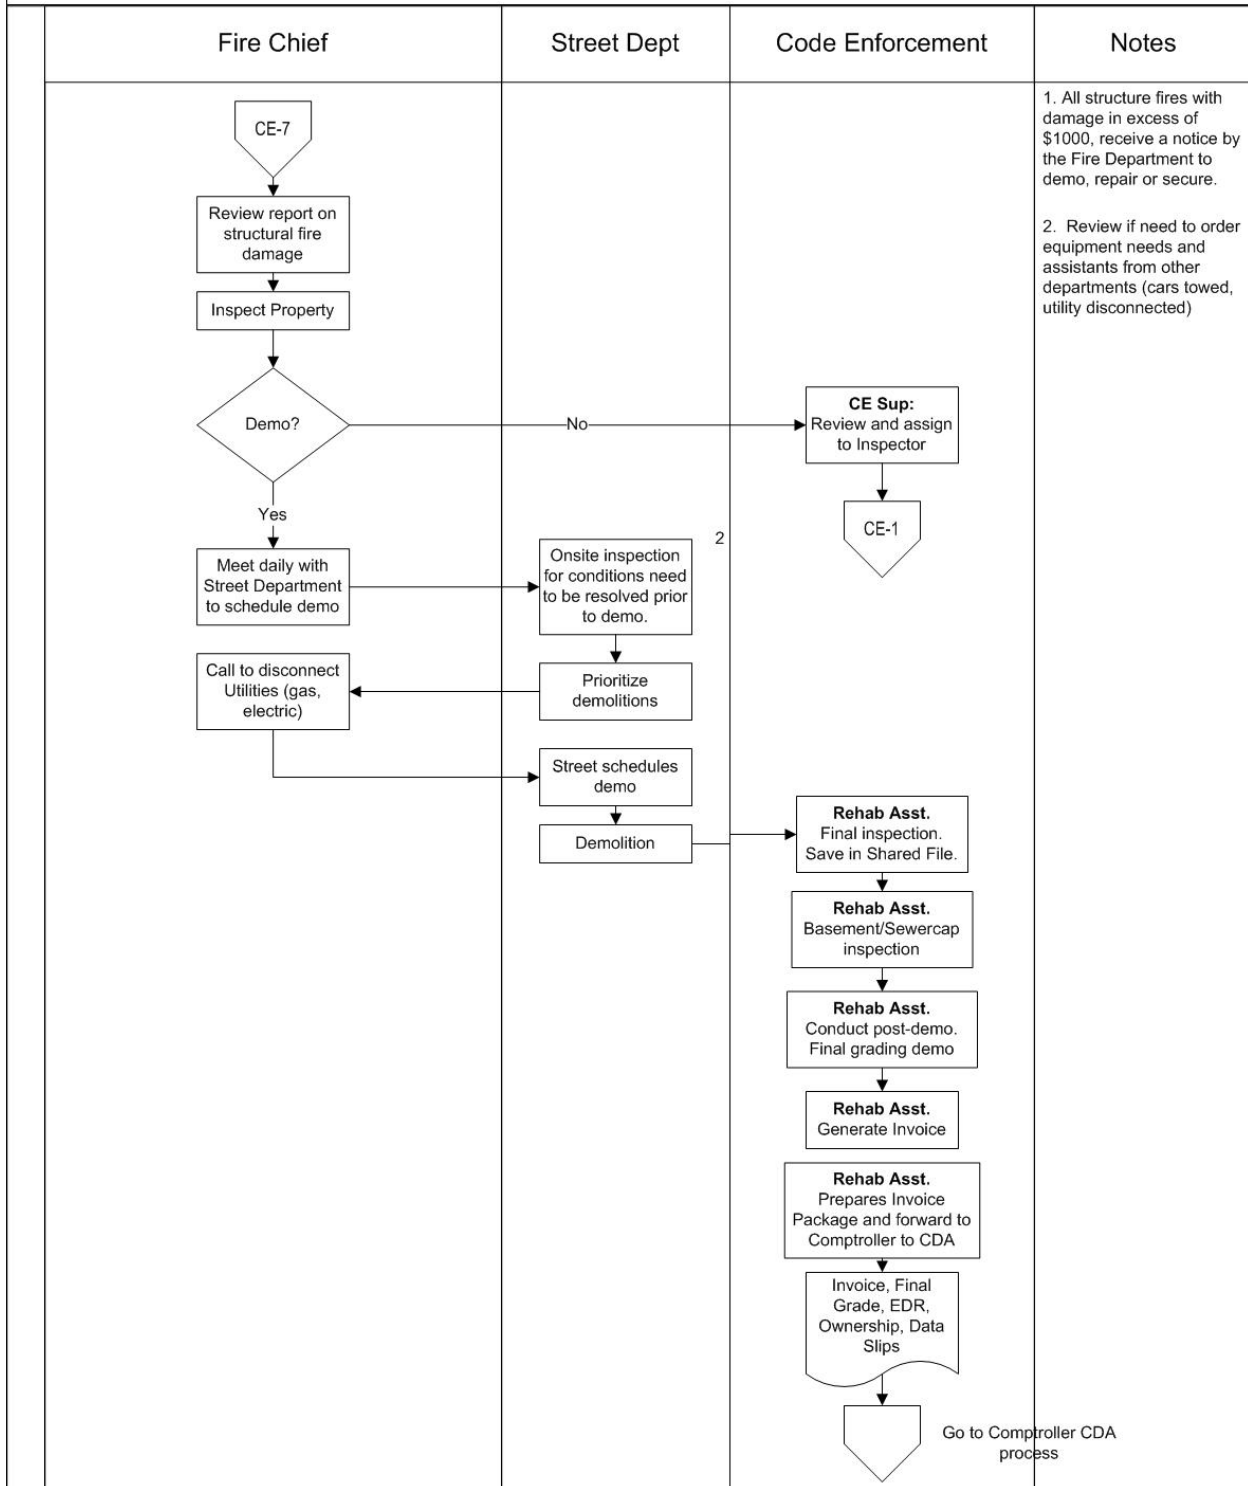 Fire Chief
Street Dept
Code Enforcement
Notes
CE-7
Review report on
structural fire
damage
Inspect Property
Demo?
No
Yes
CE Sup:
Review and assign
to Inspector
CE-1
Meet daily with
Street Department
to schedule demo
2
Onsite inspection
for conditions need
to be resolved prior
to demo.
Prioritize
demolitions
Call to disconnect
Utilities (gas,
electric)
Street schedules
demo
Demolition
Rehab Asst.
Final inspection.
Save in Shared File.
Rehab Asst.
Basement/Sewercap
inspection
Rehab Asst.
Conduct post-demo.
Final grading demo
Rehab Asst.
Generate Invoice
Rehab Asst.
Prepares Invoice
Package and forward to
Comptroller to CDA
Invoice, Final
Grade, EDR,
Ownership, Data
Slips
Go to Comptroller CDA
process
1. All structure fires with
damage in excess of
$1000, receive a notice by
the Fire Department to
demo, repair or secure.
2. Review if need to order
equipment needs and
assistants from other
departments (cars towed,
utility disconnected)